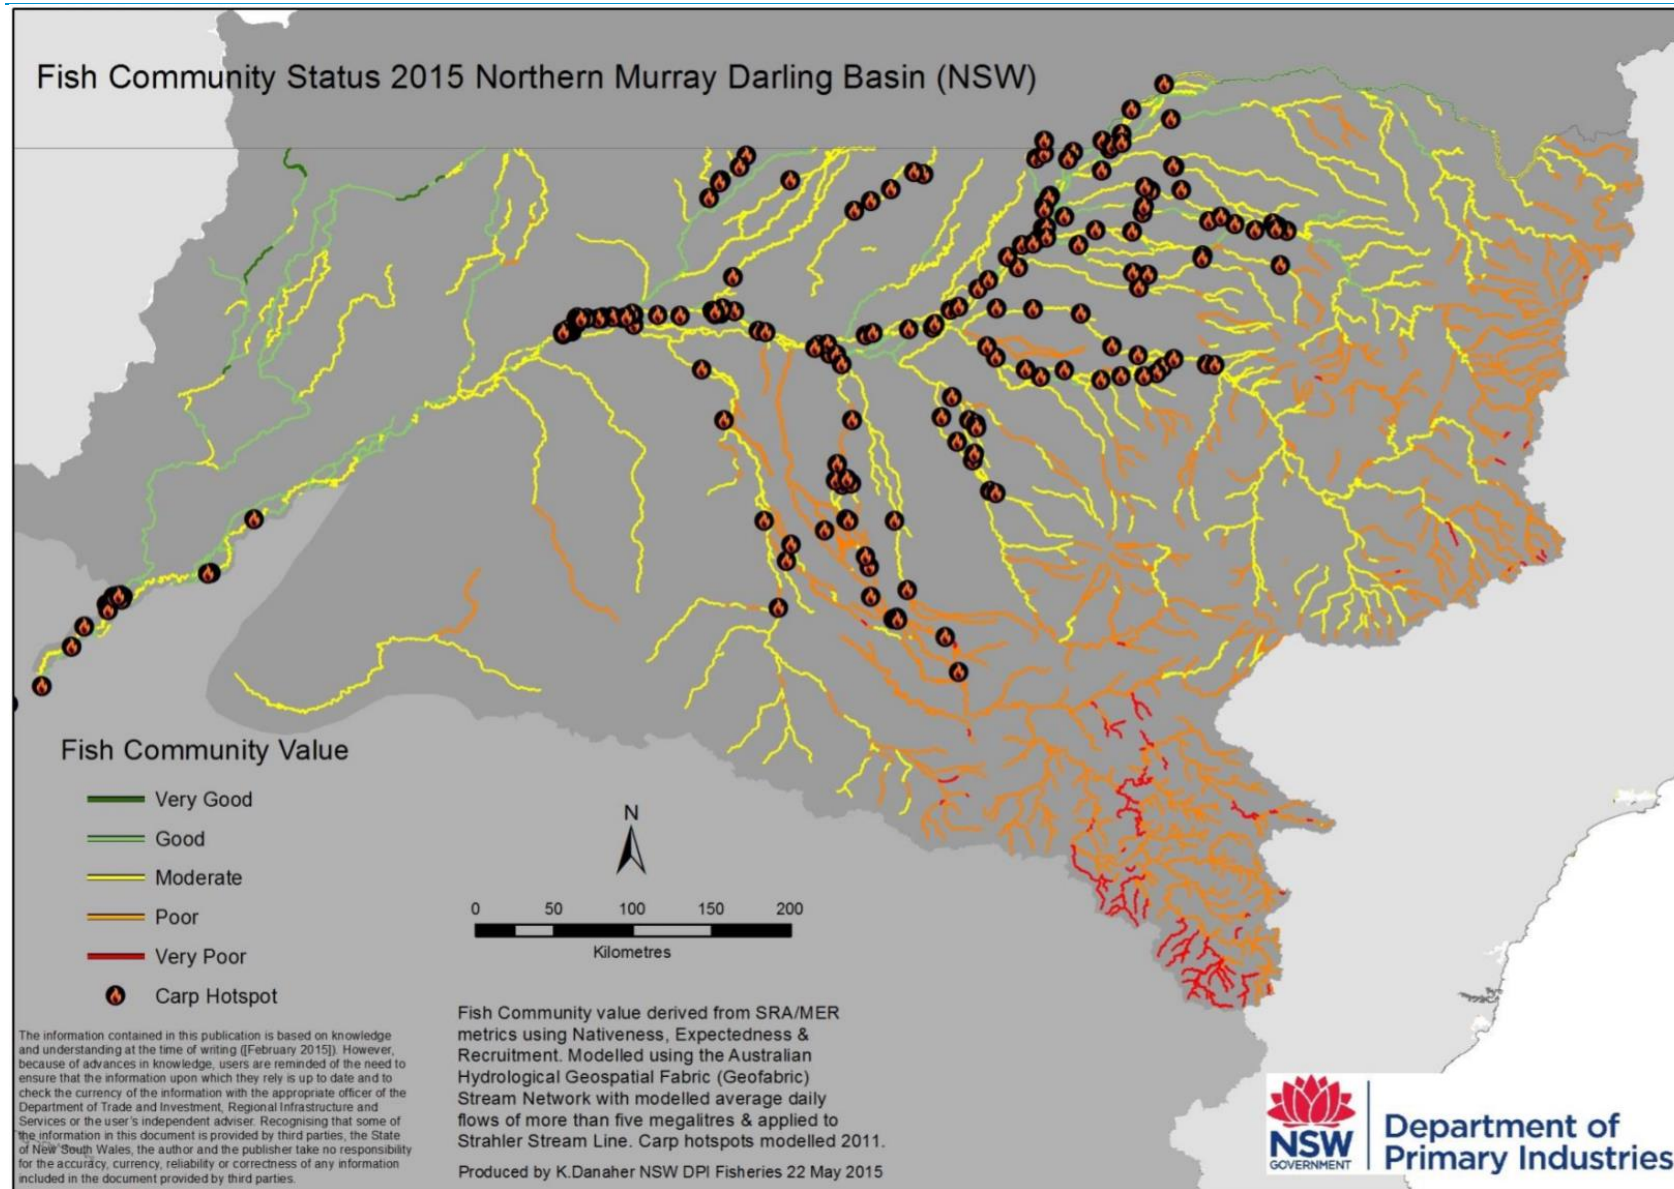 Fish Community Status 2015 Northern Murray Darling Basin (NSW)
Fish Community Value
Very Good
Good
Moderate
Poor
Very Poor
Carp Hotspot
N
0 50 100 150 200
Kilometres
The information contained in this publication is based on knowledge
and understanding at the time of writing ([February 2015]). However,
because of advances in knowledge, users are reminded of the need to
ensure that the information upon which they rely is up to date and to
check the currency of the information with the appropriate officer of the
Department of Trade and Investment, Regional Infrastructure and
Services or the user's independent adviser. Recognising that some of
the information in this document is provided by third parties, the State
of New South Wales, the author and the publisher take no responsibility
for the accuracy, currency, reliability or correctness of any information
included in the document provided by third parties.
Fish Community value derived from SRA/MER
metrics using Nativeness, Expectedness &
Recruitment. Modelled using the Australian
Hydrological Geospatial Fabric (Geofabric)
Stream Network with modelled average daily
flows of more than five megalitres & applied to
Strahler Stream Line. Carp hotspots modelled 2011.
Produced by K.Danaher NSW DPI Fisheries 22 May 2015
NSW
GOVERNMENT
Department of
Primary Industries